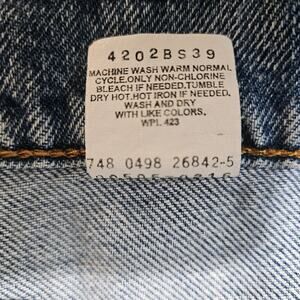 4202BS39
MACHINE WASH WARM NORMAL
CYCLE.ONLY NON-CHLORINE
BLEACH IF NEEDED.TUMBLE
DRY HOT.HOT IRON IF NEEDED.
WASH AND DRY
WITH LIKE COLORS.
WPL 423
748 0498 26842-5